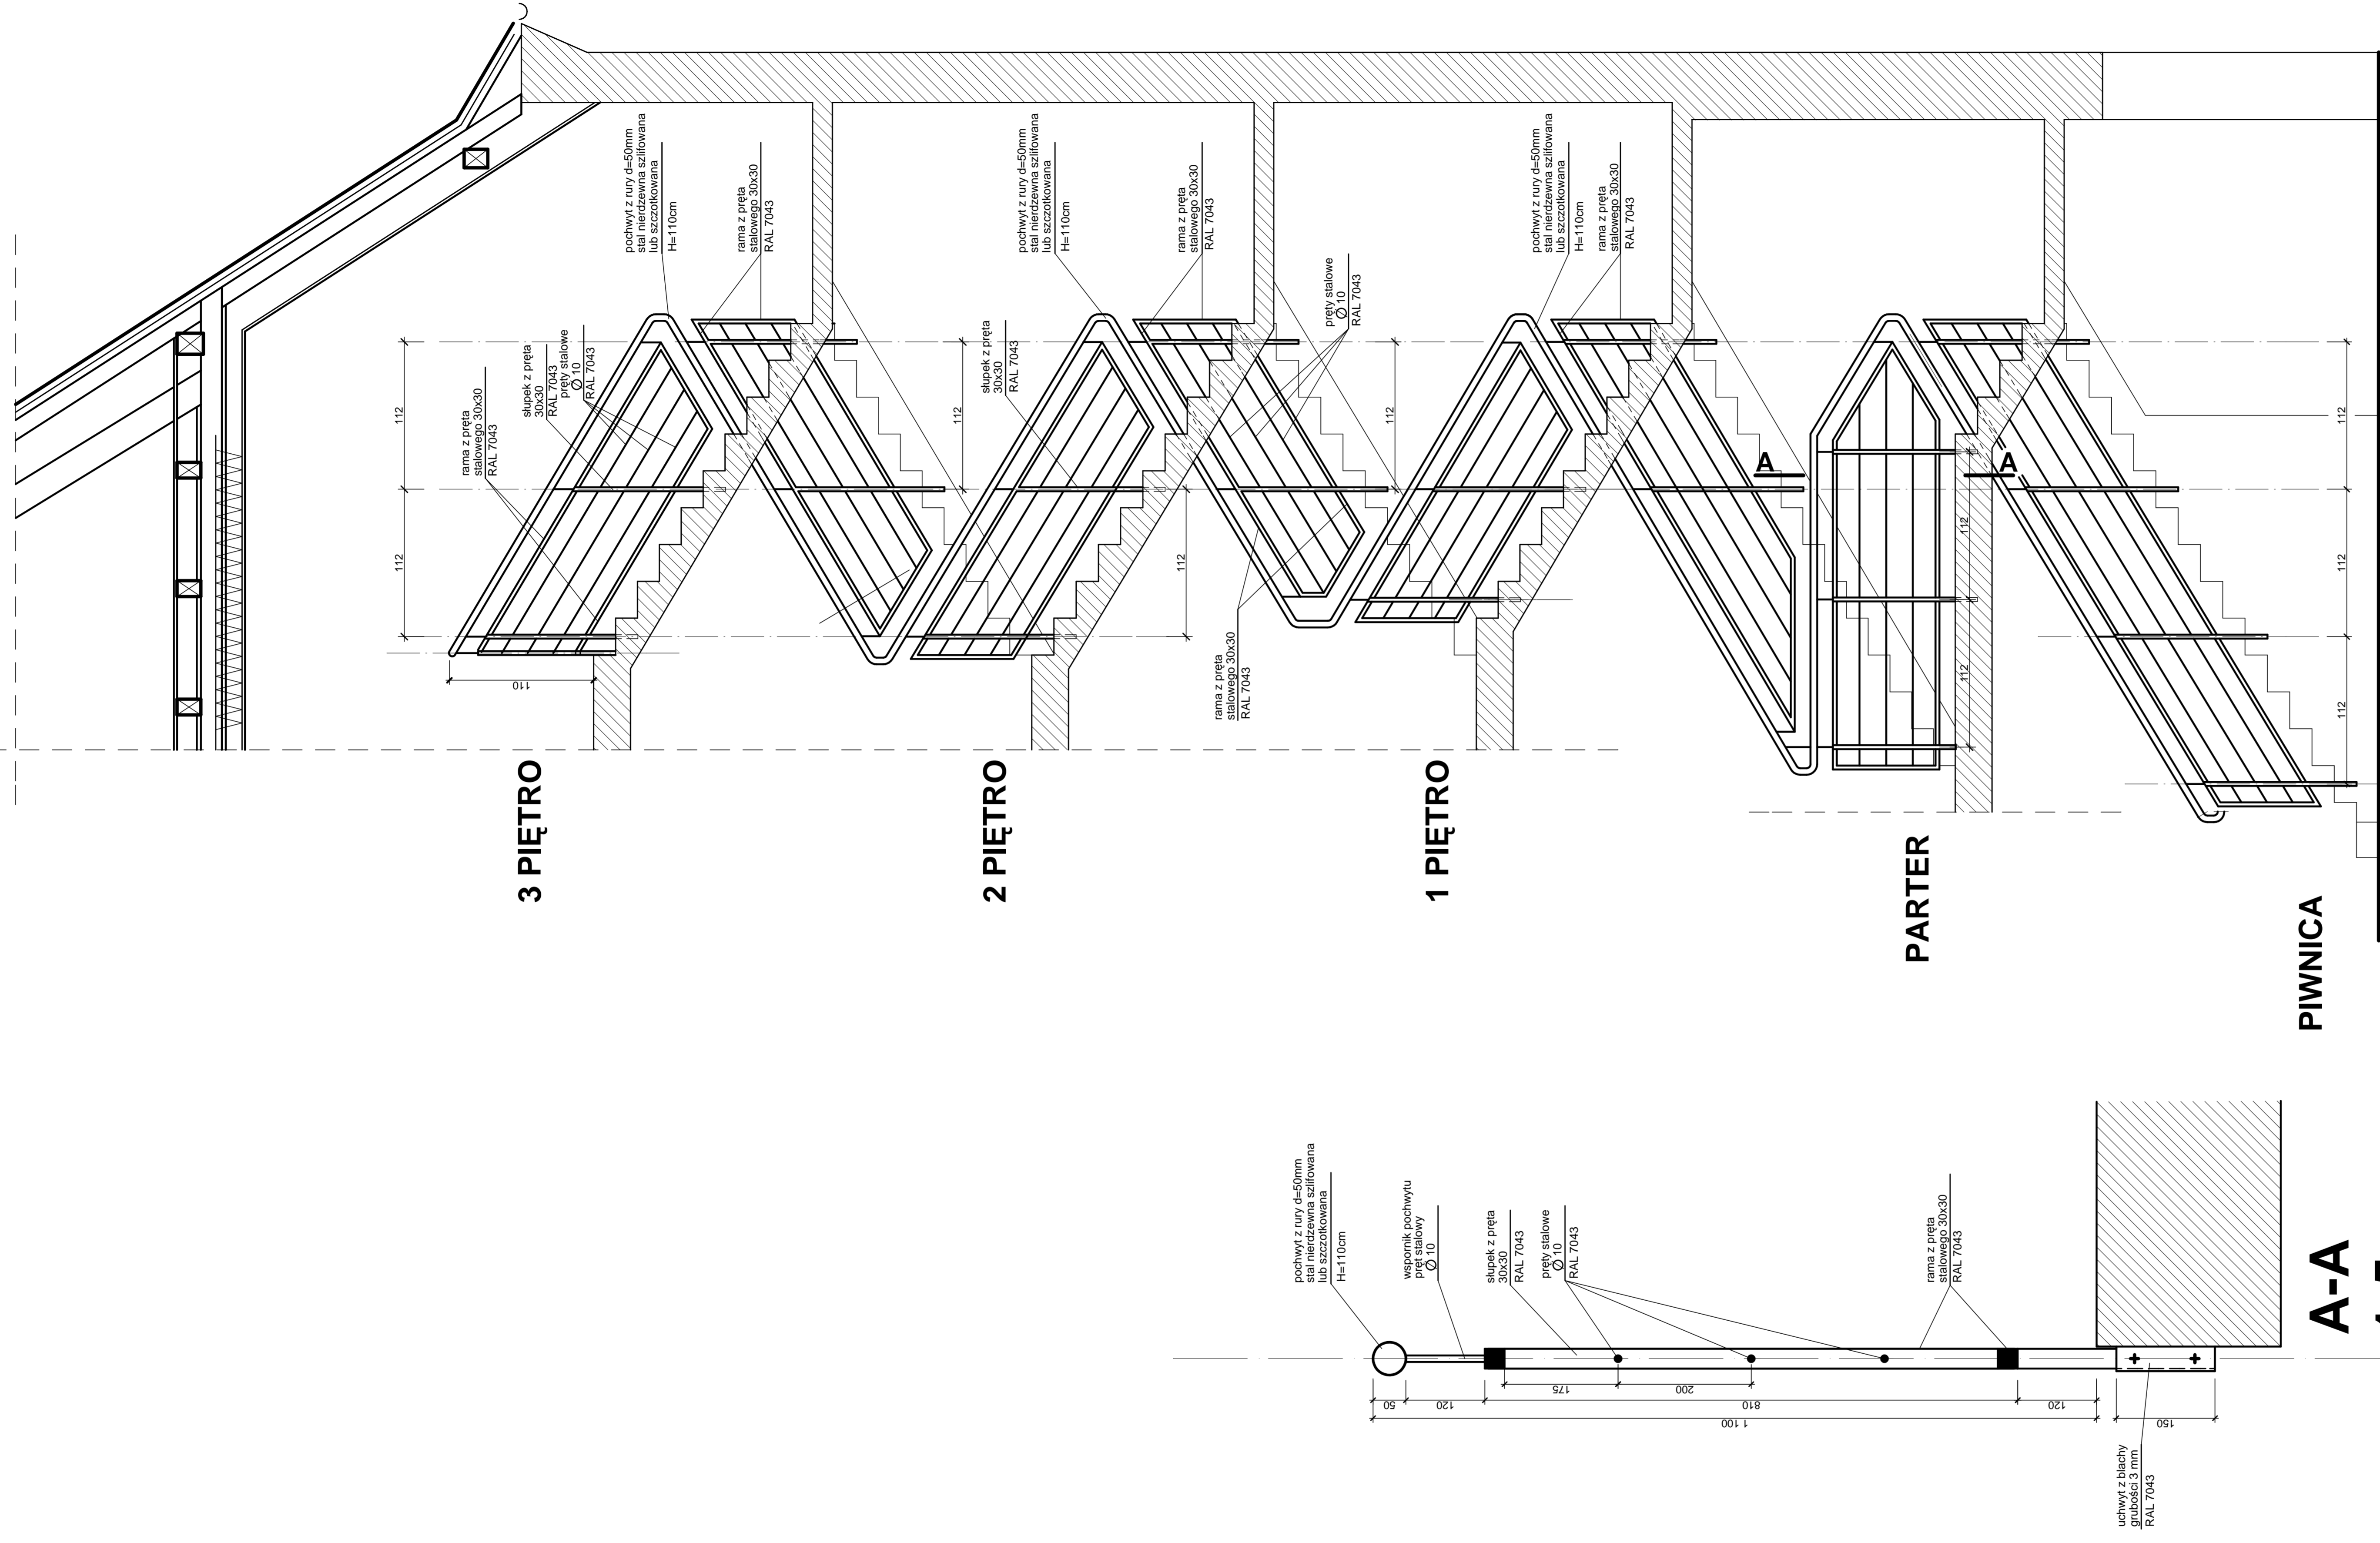 pochwyt z rury d=50mm
stal nierdzewna szlifowana
lub szczotkowana
H=110cm
rama z pręta
stalowego 30x30
RAL 7043
pochwyt z rury d=50mm
stal nierdzewna szlifowana
lub szczotkowana
H=110cm
rama z pręta
stalowego 30x30
RAL 7043
pręty stalowe
∅ 10
RAL 7043
pochwyt z rury d=50mm
stal nierdzewna szlifowana
lub szczotkowana
H=110cm
rama z pręta
stalowego 30x30
RAL 7043
rama z pręta
stalowego 30x30
RAL 7043
słupek z pręta
30x30
RAL 7043
pręty stalowe
∅ 10
RAL 7043
słupek z pręta
30x30
RAL 7043
rama z pręta
stalowego 30x30
RAL 7043
112
112
110
112
112
112
A
A
112
112
112
112
112
3 PIĘTRO
2 PIĘTRO
1 PIĘTRO
PARTER
PIWNICA
pochwyt z rury d=50mm
stal nierdzewna szlifowana
lub szczotkowana
H=110cm
wspornik pochwytu
pręt stalowy
∅ 10
słupek z pręta
30x30
RAL 7043
pręty stalowe
∅ 10
RAL 7043
rama z pręta
stalowego 30x30
RAL 7043
175
200
50
120
810
120
1 100
150
uchwyt z blachy
grubości 3 mm
RAL 7043
A-A